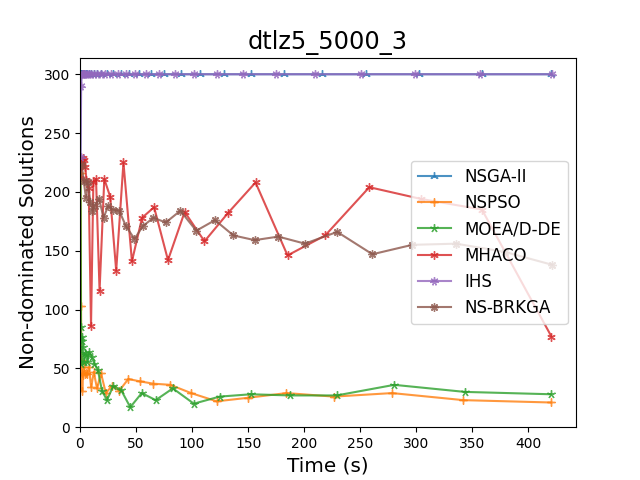 dtlz5_5000_3
Non-dominated Solutions
300
250
200
150
100
50
0
0 50 100 150 200 250 300 350 400
Time (s)
NSGA-II
NSPSO
MOEA/D-DE
MHACO
IHS
NS-BRKGA